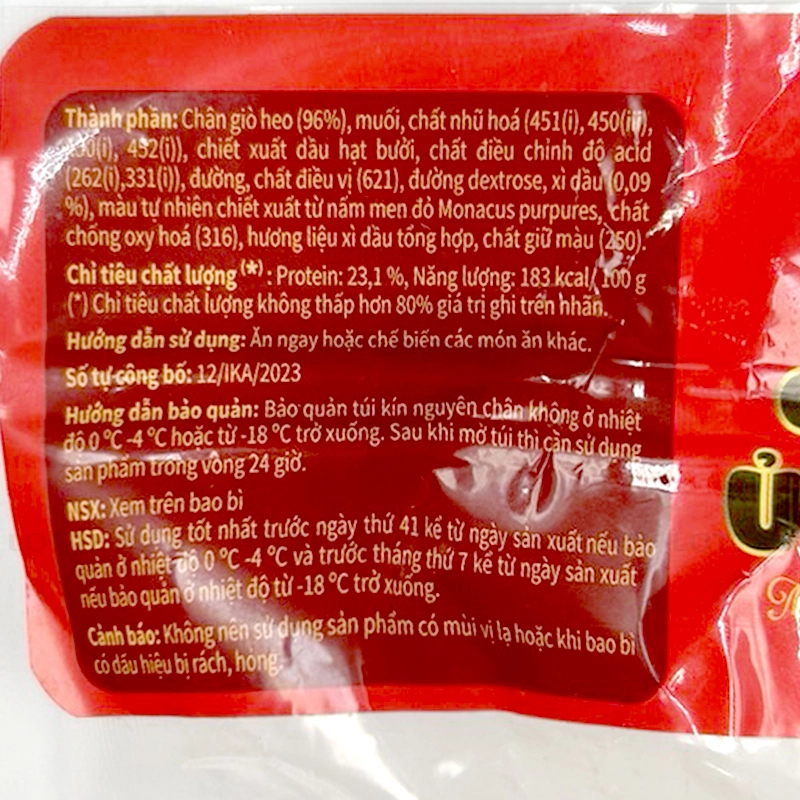 Thành phần: Chân giò heo (96%), muối, chất nhũ hoá (451(i), 450(iii),
452(i)), chiết xuất dầu hạt bưởi, chất điều chỉnh độ acid
(262(i),331(i)), đường, chất điều vị (621), đường dextrose, xì dầu (0,09
%), màu tự nhiên chiết xuất từ nấm men đỏ Monacus purpures, chất
chống oxy hoá (316), hương liệu xì dầu tổng hợp, chất giữ màu (250).
Chỉ tiêu chất lượng (*) : Protein: 23,1 %, Năng lượng: 183 kcal/ 100 g
(*) Chỉ tiêu chất lượng không thấp hơn 80% giá trị ghi trên nhãn.
Hướng dẫn sử dụng: Ăn ngay hoặc chế biến các món ăn khác.
Số tự công bố: 12/IKA/2023
Hướng dẫn bảo quản: Bảo quản túi kín nguyên chân không ở nhiệt
độ 0 °C -4 °C hoặc từ -18 °C trở xuống. Sau khi mở túi thì cần sử dụng
sản phẩm trong vòng 24 giờ.
NSX: Xem trên bao bì
HSD: Sử dụng tốt nhất trước ngày thứ 41 kể từ ngày sản xuất nếu bảo
quản ở nhiệt độ 0 °C -4 °C và trước tháng thứ 7 kể từ ngày sản xuất
nếu bảo quản ở nhiệt độ từ -18 °C trở xuống.
Cảnh báo: Không nên sử dụng sản phẩm có mùi vị lạ hoặc khi bao bì
có dấu hiệu bị rách, hỏng.